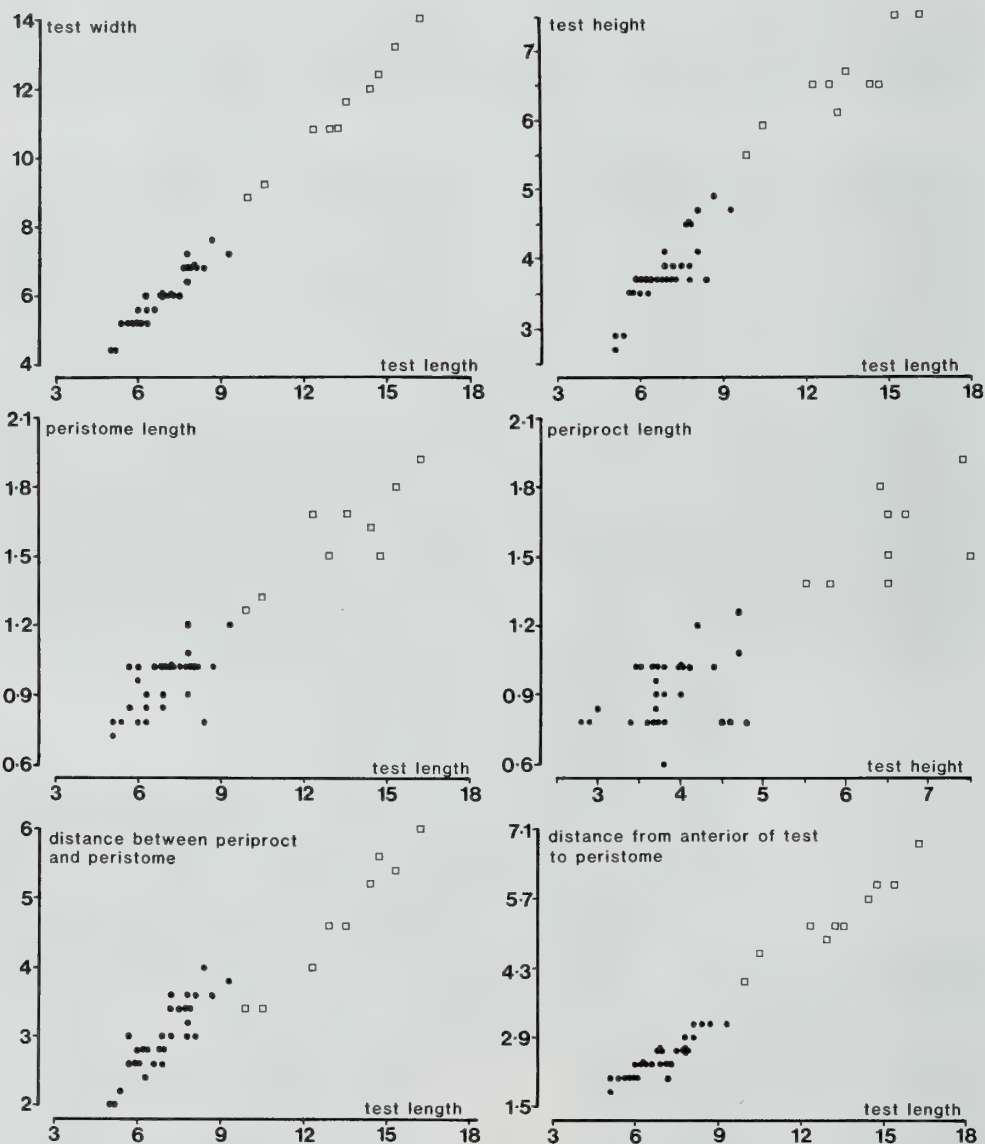 test width
14
12
10
8
6
4
test length
3 6 9 12 15 18
test height
7
6
5
4
3
test length
3 6 9 12 15 18
peristome length
2·1
1·8
1·5
1·2
0·9
0·6
test length
3 6 9 12 15 18
periproct length
2·1
1·8
1·5
1·2
0·9
0·6
test height
3 4 5 6 7
distance between periproct
and peristome
6
5
4
3
2
test length
3 6 9 12 15 18
distance from anterior of test
to peristome
7·1
5·7
4·3
2·9
1·5
test length
3 6 9 12 15 18